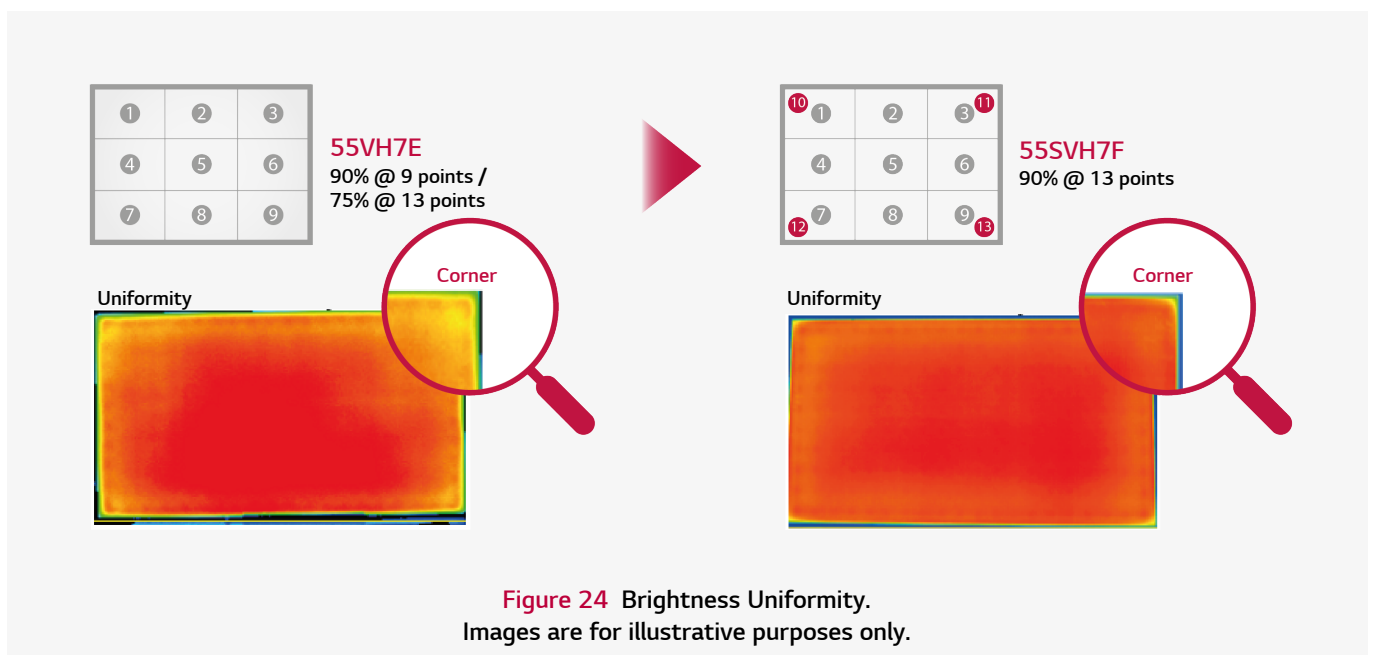 1 2 3
4 5 6
7 8 9
55VH7E
90% @ 9 points /
75% @ 13 points
Uniformity
Corner
10 1 2 3 11
4 5 6
12 7 8 9 13
55SVH7F
90% @ 13 points
Uniformity
Corner
Figure 24 Brightness Uniformity.
Images are for illustrative purposes only.